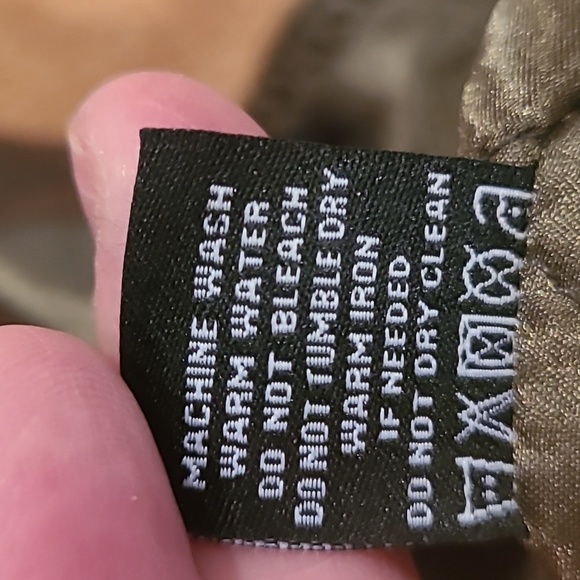 MACHINE WASH
WARM WATER
DO NOT BLEACH
DO NOT TUMBLE DRY
WARM IRON
IF NEEDED
DO NOT DRY CLEAN